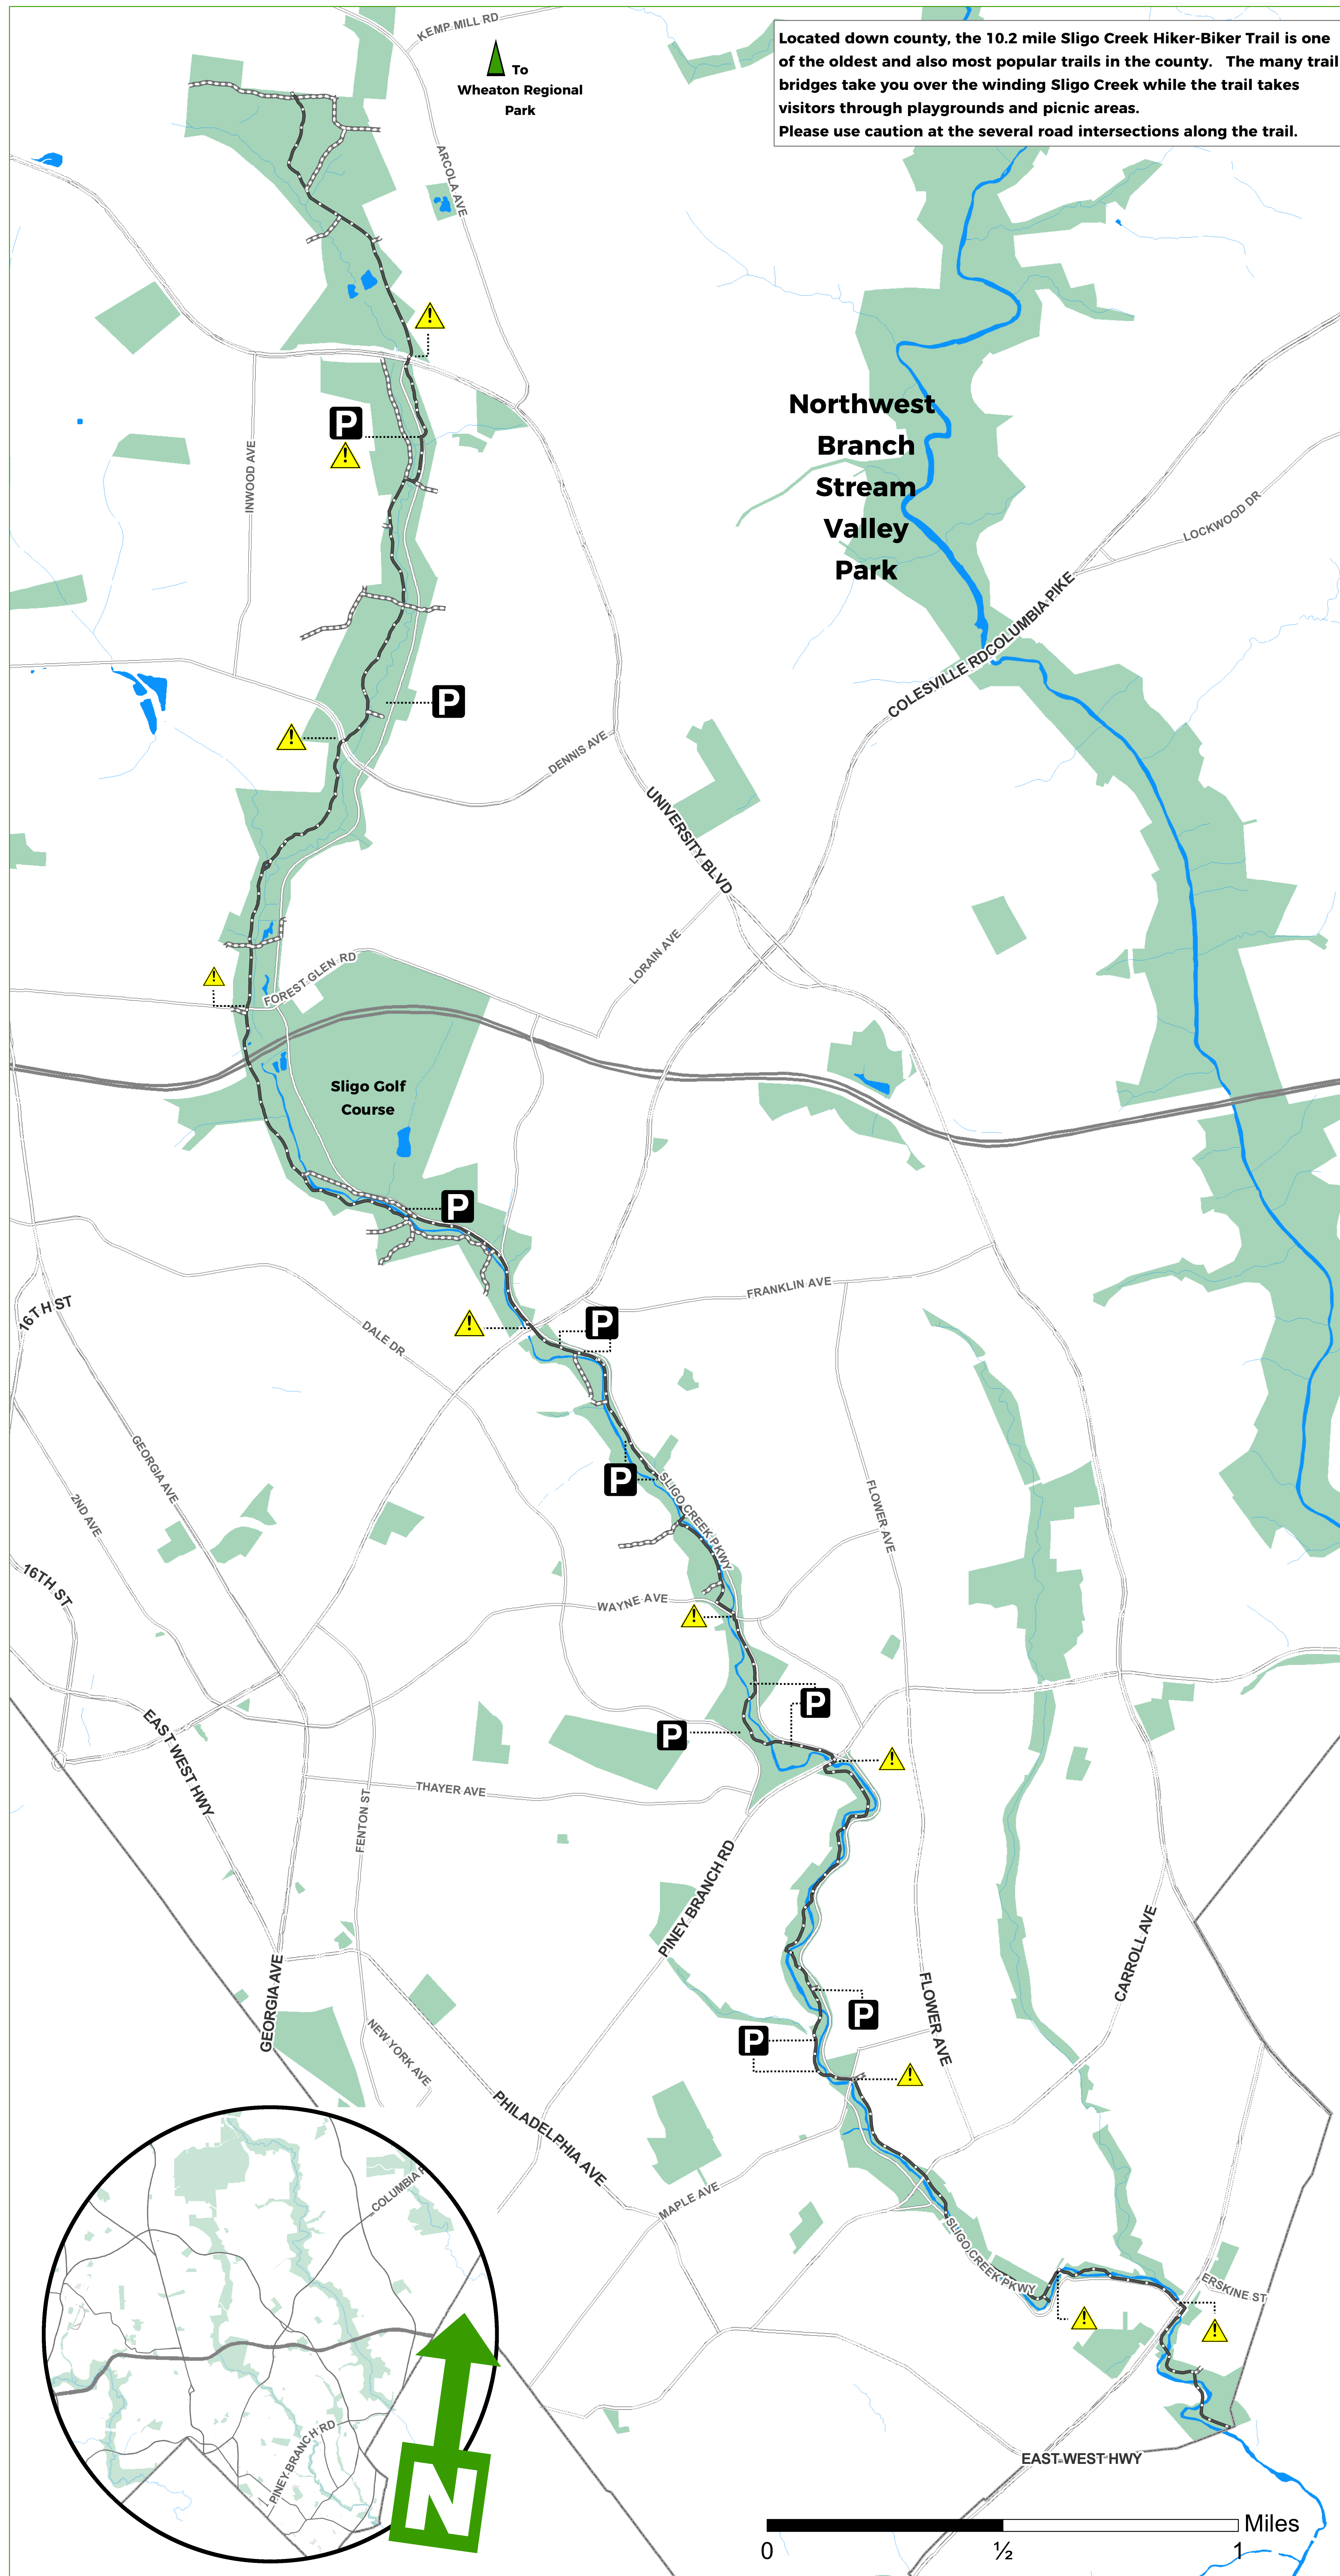 KEMP MILL RD
To
Wheaton Regional
Park
Located down county, the 10.2 mile Sligo Creek Hiker-Biker Trail is one
of the oldest and also most popular trails in the county.   The many trail
bridges take you over the winding Sligo Creek while the trail takes
visitors through playgrounds and picnic areas.
Please use caution at the several road intersections along the trail.
ARCOLA AVE
!
P
!
INWOOD AVE
Northwest
Branch
Stream
Valley
Park
LOCKWOOD DR
COLESVILLE RD
COLUMBIA PIKE
P
!
DENNIS AVE
UNIVERSITY BLVD
LORAIN AVE
!
FOREST GLEN RD
Sligo Golf
Course
P
FRANKLIN AVE
16TH ST
DALE DR
!
P
GEORGIA AVE
2ND AVE
P
SLIGO CREEK PKWY
FLOWER AVE
16TH ST
WAYNE AVE
!
P
P
!
EAST WEST HWY
THAYER AVE
FENTON ST
PINEY BRANCH RD
GEORGIA AVE
FLOWER AVE
CARROLL AVE
P
P
NEW YORK AVE
!
PHILADELPHIA AVE
MAPLE AVE
SLIGO CREEK PKWY
ERSKINE ST
!
!
COLUMBIA P
PINEY BRANCH RD
N
EAST WEST HWY
Miles
0
½
1